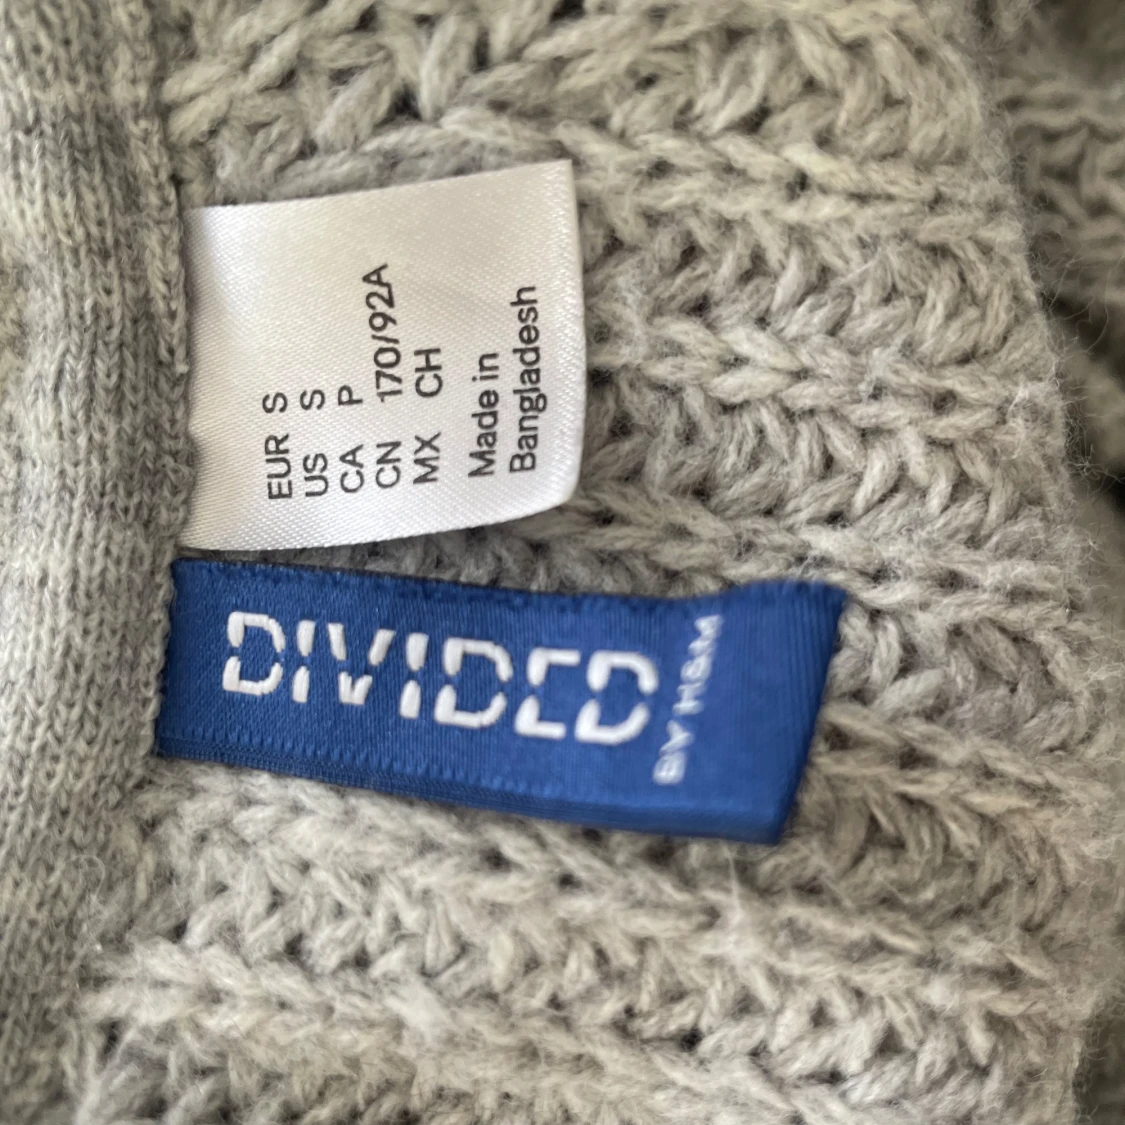 EUR S
US S
CA P
CN 170/92A
MX CH
Made in
Bangladesh
DIVIDED
BY H&M